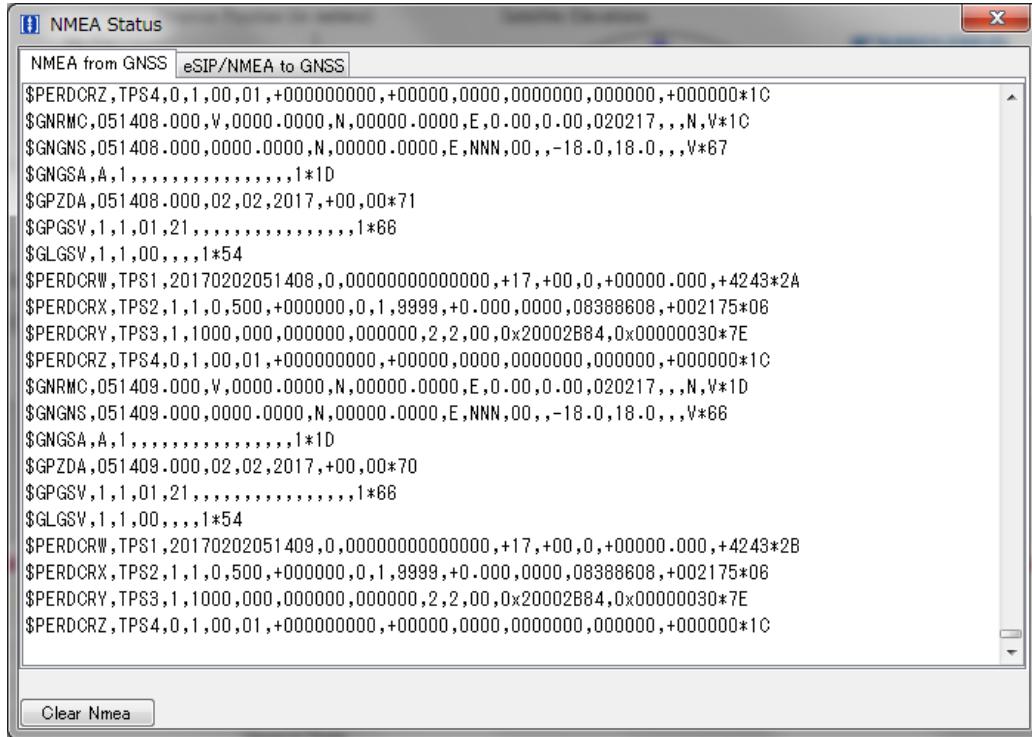 NMEA Status
NMEA from GNSS eSIP/NMEA to GNSS
$PERDCRZ,TPS4,0,1,00,01,+000000000,+00000,0000,0000000,000000,+000000*1C
$GNRMC,051408.000,V,0000.0000,N,00000.0000,E,0.00,0.00,020217,,,N,V*1C
$GNGNS,051408.000,0000.0000,N,00000.0000,E,NNN,00,,-18.0,18.0,,,V*67
$GNGSA,A,1,,,,,,,,,,,,,,,,1*1D
$GPZDA,051408.000,02,02,2017,+00,00*71
$GPGSV,1,1,01,21,,,,,,,,,,,,,,,,1*66
$GLGSV,1,1,00,,,,1*54
$PERDCRW,TPS1,20170202051408,0,00000000000000,+17,+00,0,+00000.000,+4243*2A
$PERDCRX,TPS2,1,1,0,500,+000000,0,1,9999,+0.000,0000,08388608,+002175*06
$PERDCRY,TPS3,1,1000,000,000000,000000,2,2,00,0x20002B84,0x00000030*7E
$PERDCRZ,TPS4,0,1,00,01,+000000000,+00000,0000,0000000,000000,+000000*1C
$GNRMC,051409.000,V,0000.0000,N,00000.0000,E,0.00,0.00,020217,,,N,V*1D
$GNGNS,051409.000,0000.0000,N,00000.0000,E,NNN,00,,-18.0,18.0,,,V*66
$GNGSA,A,1,,,,,,,,,,,,,,,,1*1D
$GPZDA,051409.000,02,02,2017,+00,00*70
$GPGSV,1,1,01,21,,,,,,,,,,,,,,,,1*66
$GLGSV,1,1,00,,,,1*54
$PERDCRW,TPS1,20170202051409,0,00000000000000,+17,+00,0,+00000.000,+4243*2B
$PERDCRX,TPS2,1,1,0,500,+000000,0,1,9999,+0.000,0000,08388608,+002175*06
$PERDCRY,TPS3,1,1000,000,000000,000000,2,2,00,0x20002B84,0x00000030*7E
$PERDCRZ,TPS4,0,1,00,01,+000000000,+00000,0000,0000000,000000,+000000*1C
Clear Nmea